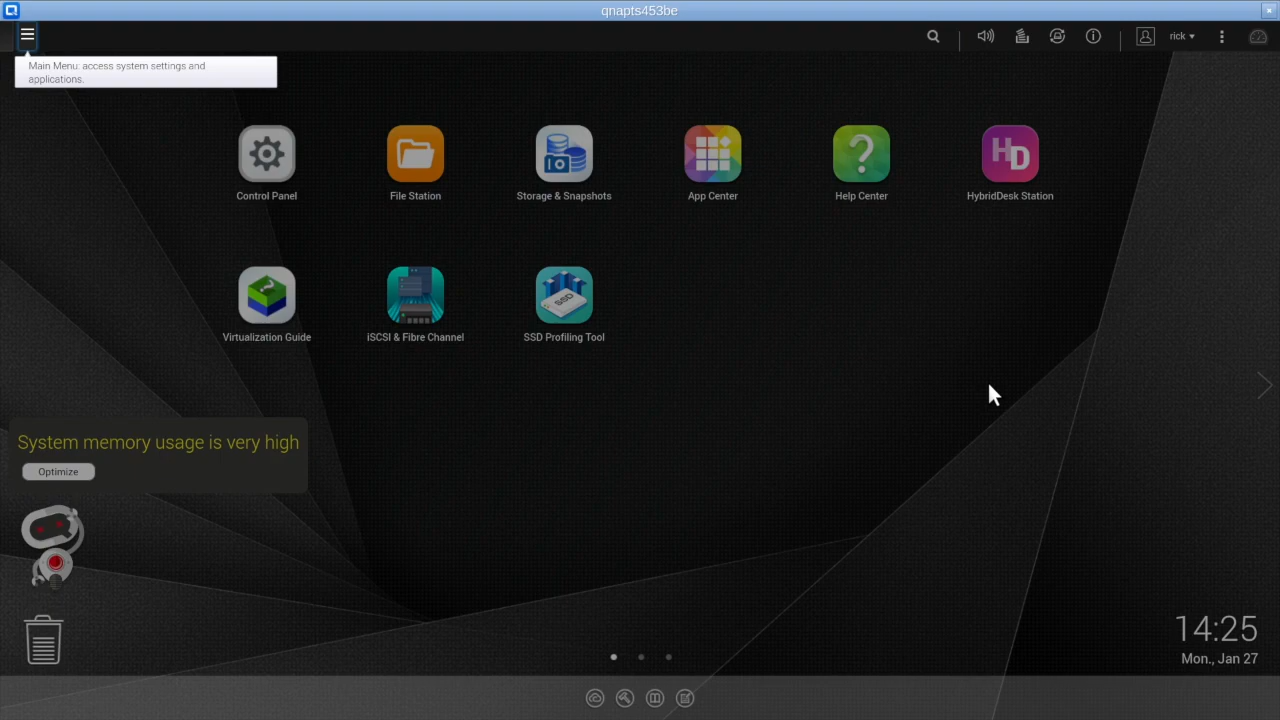 qnapts453be
rick
Main Menu: access system settings and
applications.
Control Panel
File Station
Storage & Snapshots
App Center
Help Center
HD
HybridDesk Station
SSD
Virtualization Guide
iSCSI & Fibre Channel
SSD Profiling Tool
System memory usage is very high
Optimize
14:25
Mon., Jan 27